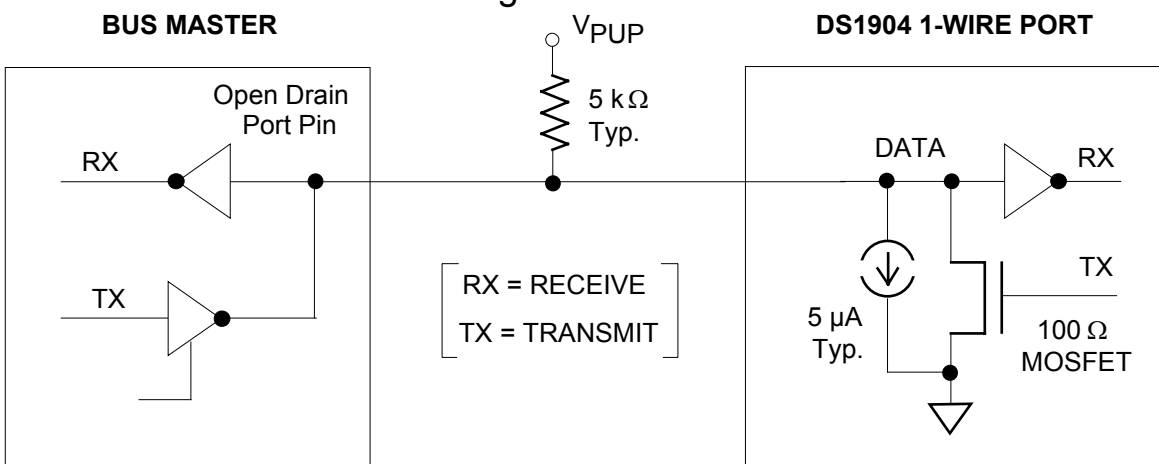 BUS MASTER
V PUP
DS1904 1-WIRE PORT
Open Drain
Port Pin
5 kΩ
Typ.
RX
DATA
RX
TX
RX = RECEIVE
TX = TRANSMIT
5 µA
Typ.
TX
100 Ω
MOSFET